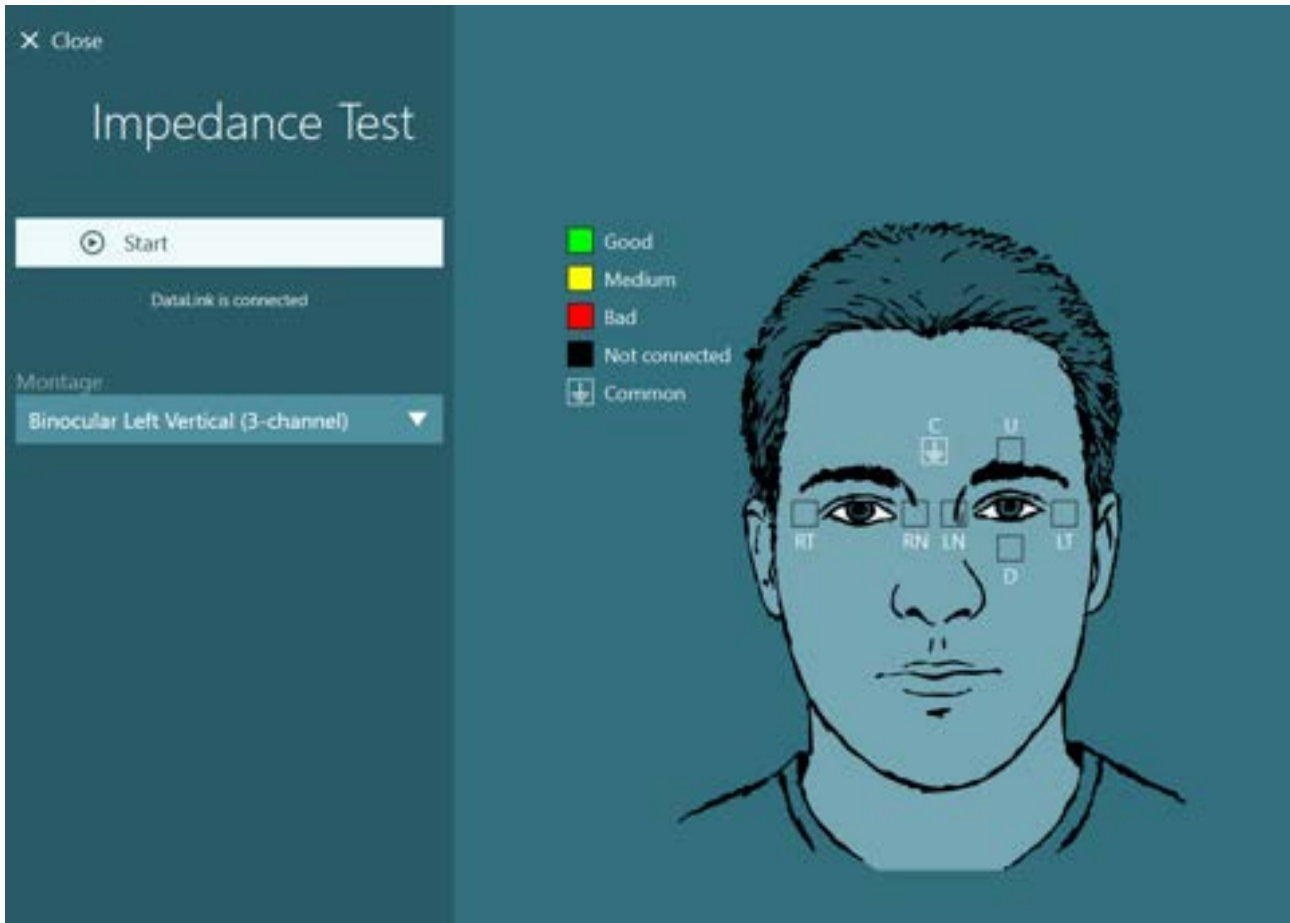 Close
Impedance Test
Start
DataLink is connected
Montage
Binocular Left Vertical (3-channel)
Good
Medium
Bad
Not connected
Common
C U
RT RN LN LT
D